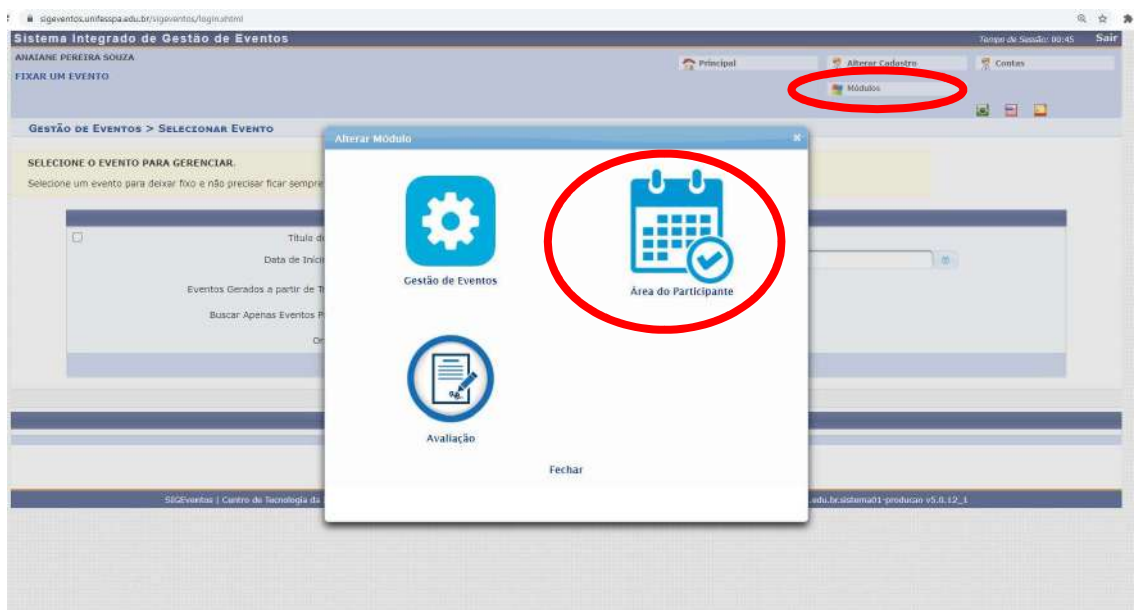 sigeventos.unifesspa.edu.br/sigeventos/login.xhtml
Sistema Integrado de Gestão de Eventos
Tempo de Sessão: 00:45
Sair
ANAIANE PEREIRA SOUZA
Principal
Alterar Cadastro
Contas
FIXAR UM EVENTO
Módulos
GESTÃO DE EVENTOS > SELECIONAR EVENTO
Alterar Módulo
SELECIONE O EVENTO PARA GERENCIAR.
Selecione um evento para deixar fixo e não precisar ficar sempre
Título d
Data de Iníci
Eventos Gerados a partir de T
Buscar Apenas Eventos P
Or
Gestão de Eventos
Área do Participante
Avaliação
Fechar
SIGEventos | Centro de Tecnologia da
.edu.br.sistema01-producao v5.0.12_1